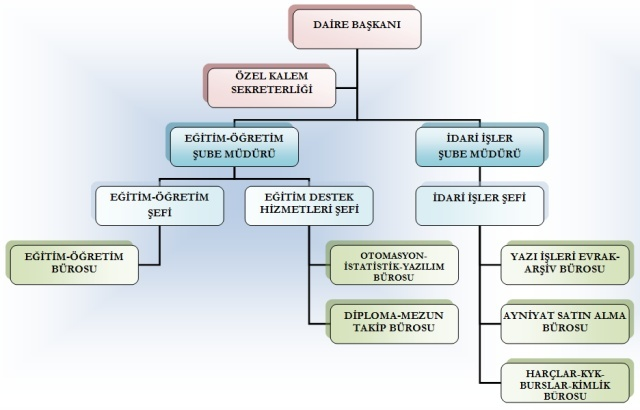 DAİRE BAŞKANI
ÖZEL KALEM
SEKRETERLİĞİ
EĞİTİM-ÖĞRETİM
ŞUBE MÜDÜRÜ
İDARİ İŞLER
ŞUBE MÜDÜRÜ
EĞİTİM-ÖĞRETİM
ŞEFİ
EĞİTİM DESTEK
HİZMETLERİ ŞEFİ
İDARİ İŞLER ŞEFİ
EĞİTİM-ÖĞRETİM
BÜROSU
OTOMASYON-
İSTATİSTİK-YAZILIM
BÜROSU
YAZI İŞLERİ EVRAK-
ARŞİV BÜROSU
DİPLOMA-MEZUN
TAKİP BÜROSU
AYNİYAT SATIN ALMA
BÜROSU
HARÇLAR-KYK-
BURSLAR-KİMLİK
BÜROSU